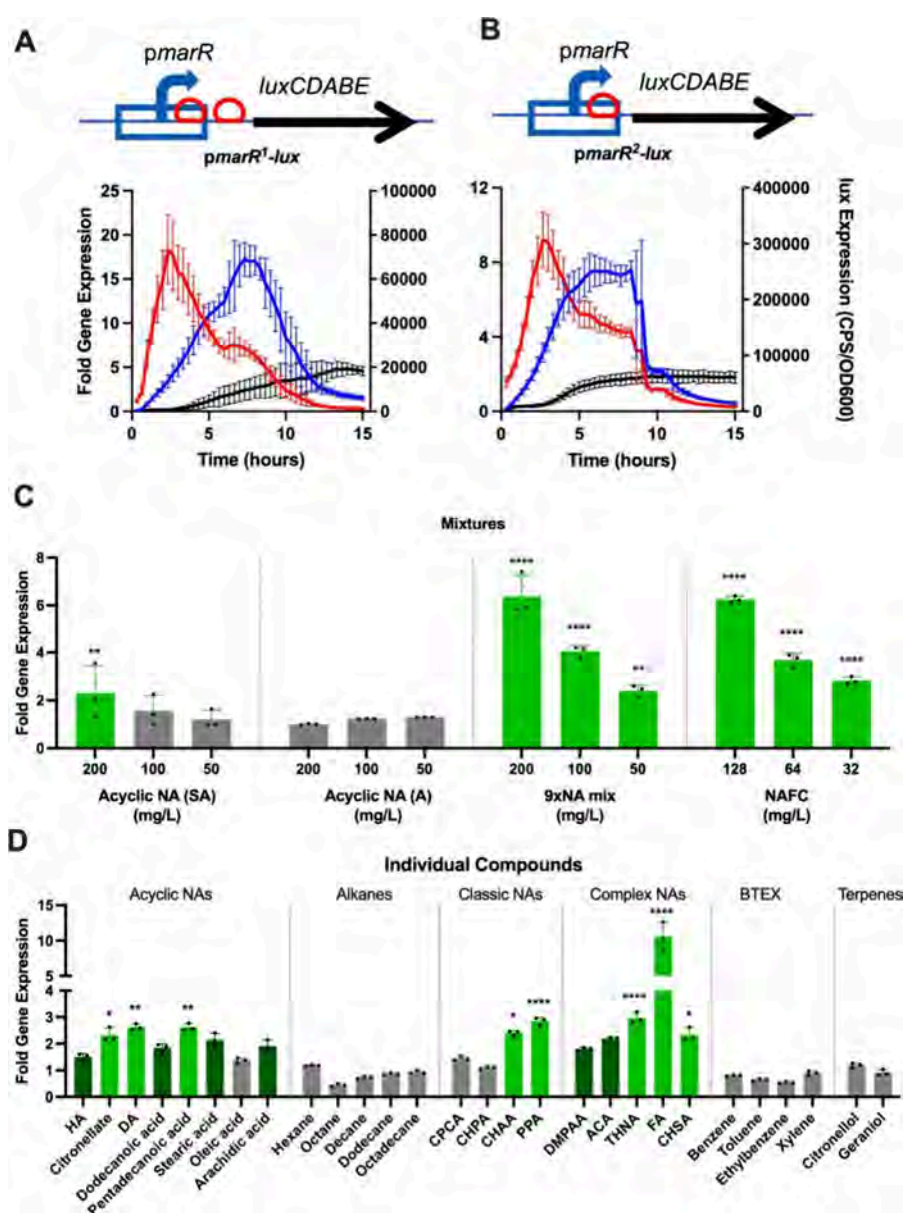 A
pmarR
luxCDABE
pmarR¹-lux
Fold Gene Expression
25
20
15
10
5
0
100000
80000
60000
40000
20000
0
0 5 10 15
Time (hours)
B
pmarR
luxCDABE
pmarR²-lux
12
8
4
0
400000
300000
200000
100000
0
lux Expression (CPS/OD600)
0 5 10 15
Time (hours)
C
Mixtures
Fold Gene Expression
8
6
4
2
0
** **** **** ** **** **** ****
200 100 50 200 100 50 200 100 50 128 64 32
Acyclic NA (SA) Acyclic NA (A) 9xNA mix NAFC
(mg/L) (mg/L) (mg/L) (mg/L)
D
Individual Compounds
Acyclic NAs Alkanes Classic NAs Complex NAs BTEX Terpenes
Fold Gene Expression
15
10
5
4
3
2
1
0
* ** ** * **** **** **** *
HA
Citronellate
DA
Dodecanolic acid
Pentadecanolic acid
Stearic acid
Oleic acid
Arachidic acid
Hexane
Octane
Decane
Dodecane
Octadecane
CPCA
CHPA
CHAA
PPA
DMPAA
ACA
THNA
FA
CHSA
Benzene
Toluene
Ethylbenzene
Xylene
Citronellol
Geraniol